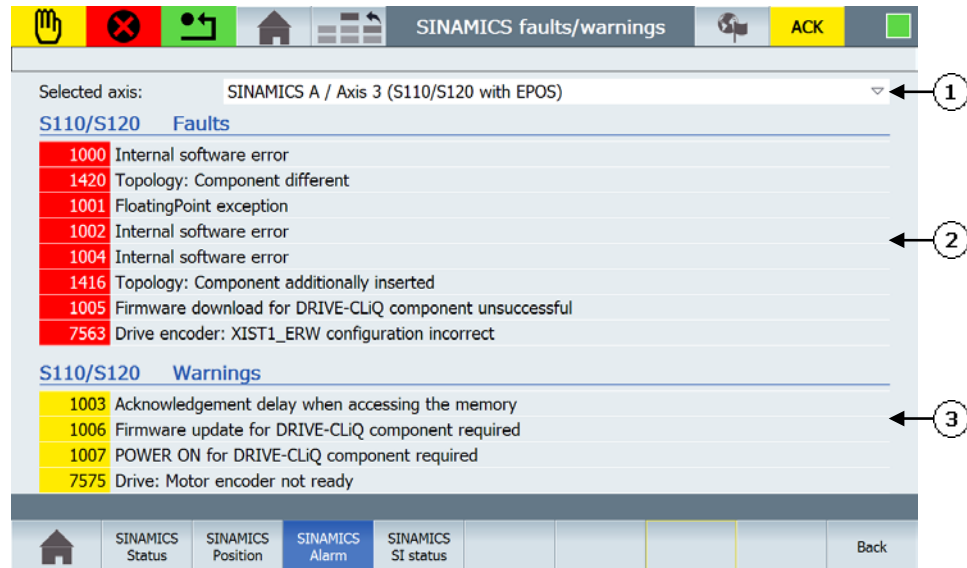 SINAMICS faults/warnings
ACK
Selected axis: SINAMICS A / Axis 3 (S110/S120 with EPOS)
1
S110/S120 Faults
1000 Internal software error
1420 Topology: Component different
1001 FloatingPoint exception
1002 Internal software error
2
1004 Internal software error
1416 Topology: Component additionally inserted
1005 Firmware download for DRIVE-CLiQ component unsuccessful
7563 Drive encoder: XIST1_ERW configuration incorrect
S110/S120 Warnings
1003 Acknowledgement delay when accessing the memory
3
1006 Firmware update for DRIVE-CLiQ component required
1007 POWER ON for DRIVE-CLiQ component required
7575 Drive: Motor encoder not ready
SINAMICS
Status
SINAMICS
Position
SINAMICS
Alarm
SINAMICS
SI status
Back